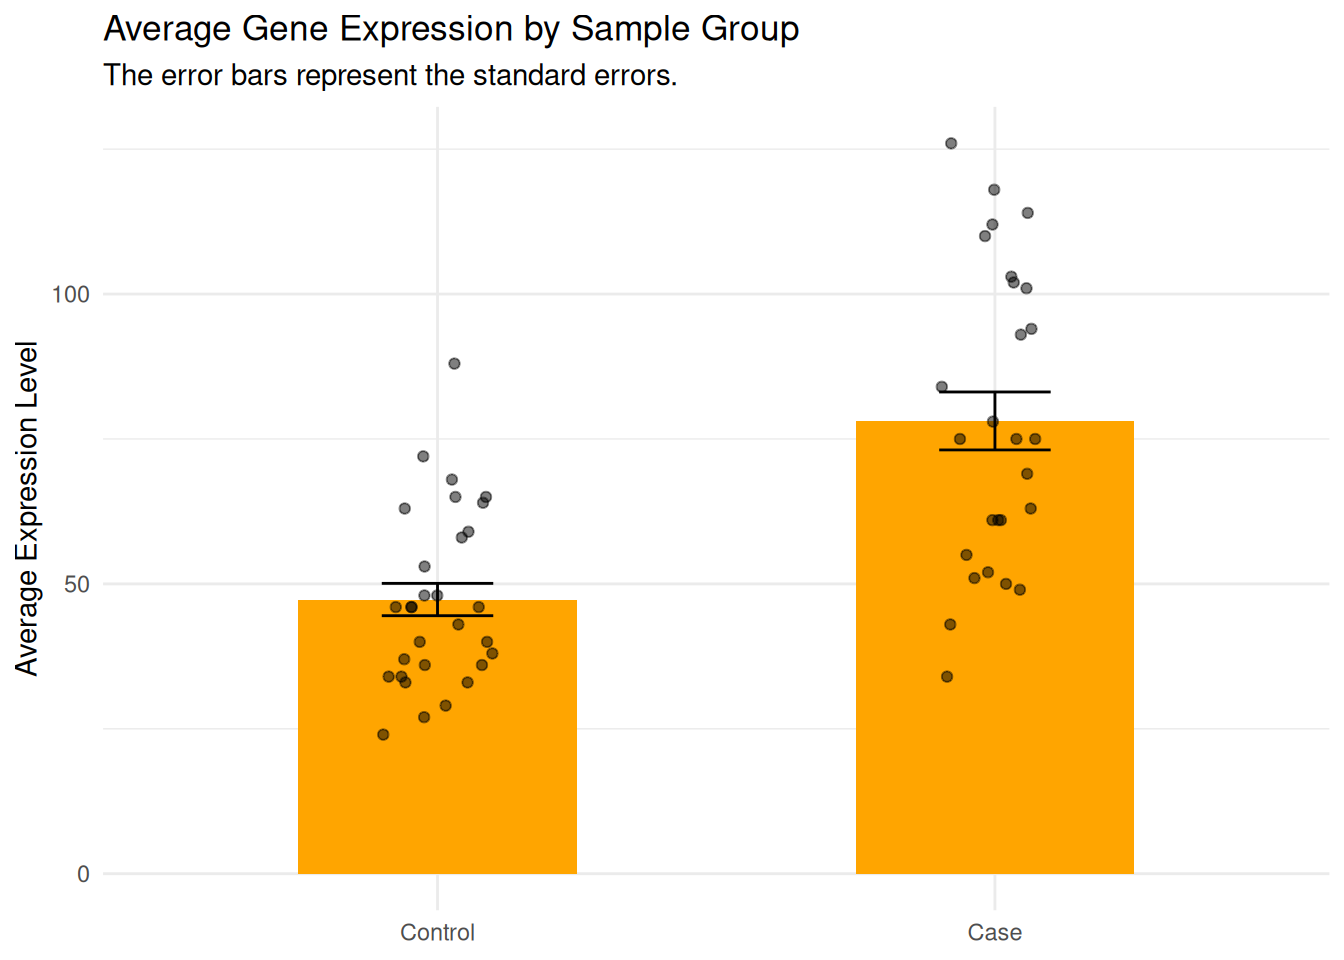 Average Gene Expression by Sample Group
The error bars represent the standard errors.
Average Expression Level
100
50
0
Control
Case